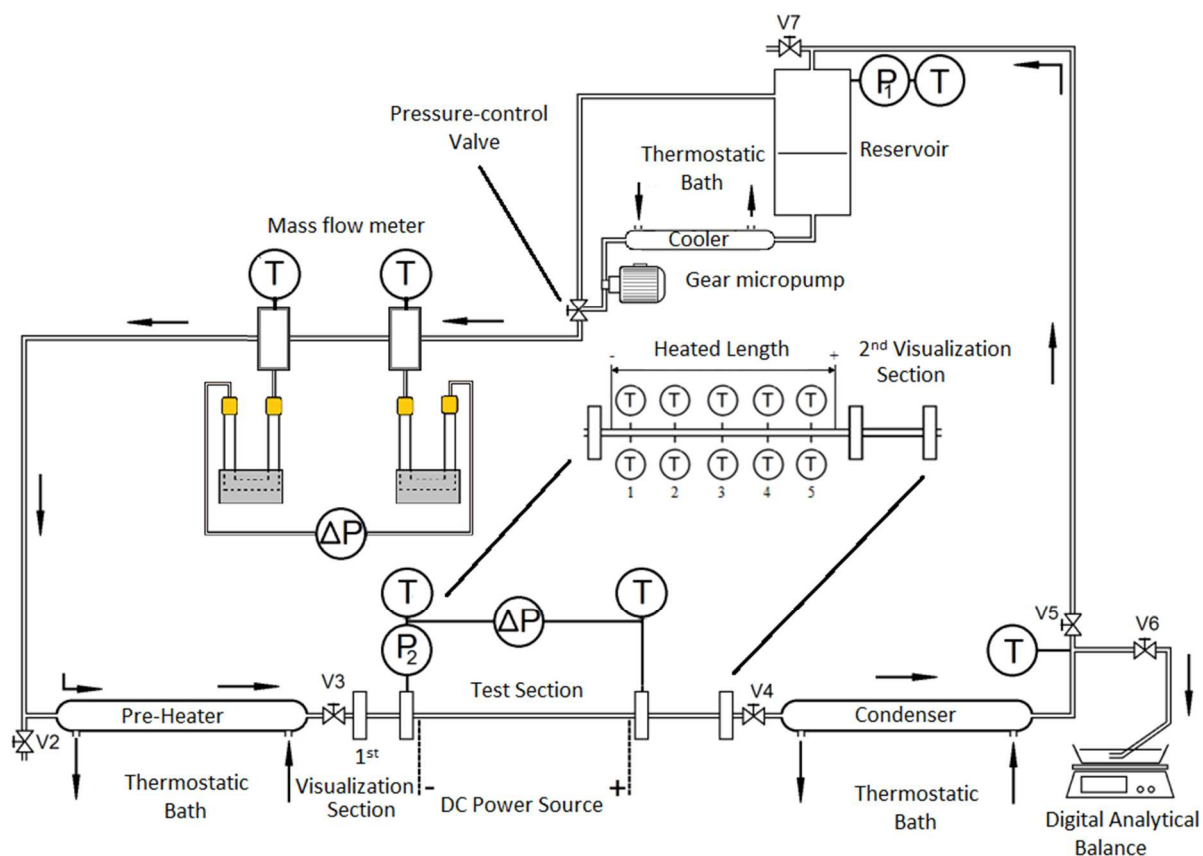 V7
P1 T
Pressure-control
Valve
Thermostatic
Bath
Reservoir
Mass flow meter
Cooler
T T
Gear micropump
Heated Length
2nd Visualization
Section
- +
T T T T T
T T T T T
1 2 3 4 5
ΔP
T T
ΔP
P2
V5 V6
T
V3
Test Section
V4
Pre-Heater
Condenser
V2
1st
Visualization
Section
Thermostatic
Bath
- DC Power Source +
Thermostatic
Bath
Digital Analytical
Balance